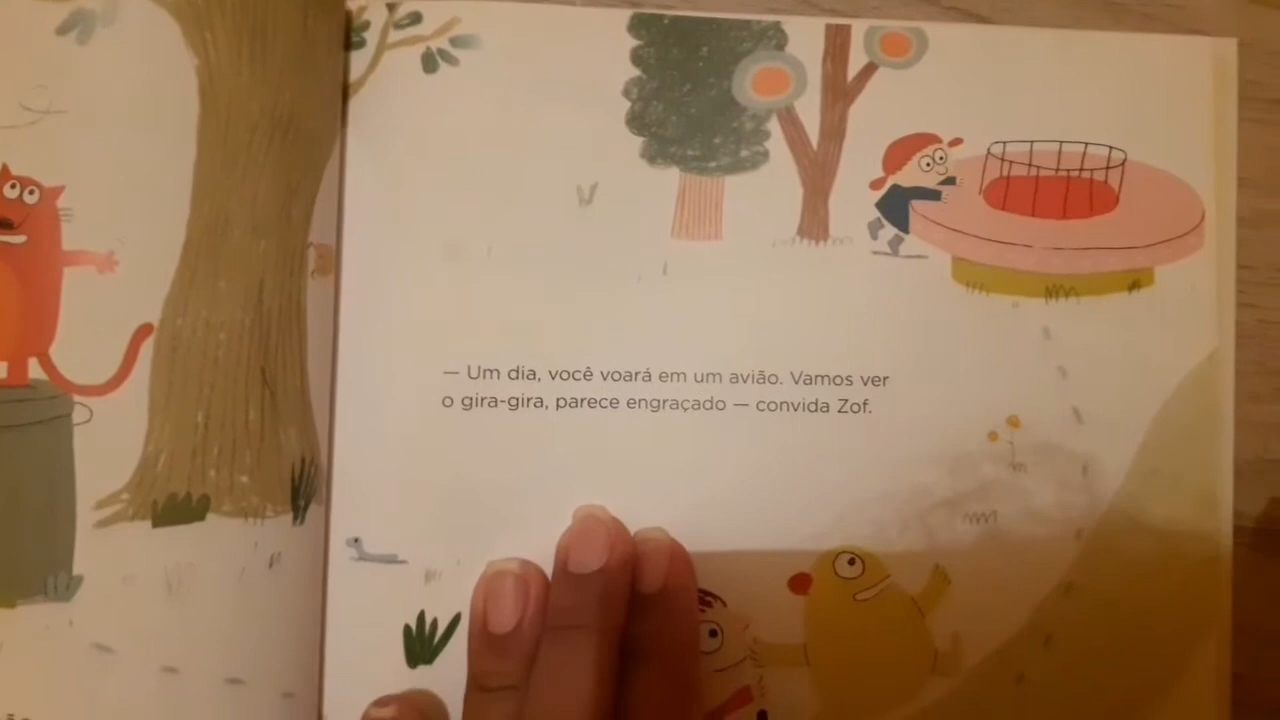 — Um dia, você voará em um avião. Vamos ver
o gira-gira, parece engraçado — convida Zof.